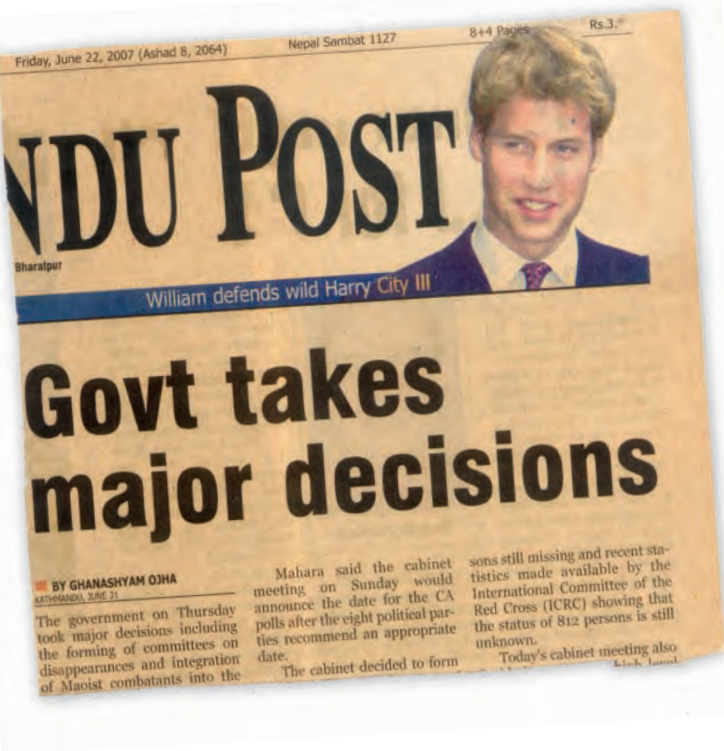 Friday, June 22, 2007 (Ashad 8, 2064)
Nepal Sambat 1127
8+4 Pages
Rs.3.
NDU POST
Bharatpur
William defends wild Harry City III
Govt takes
major decisions
BY GHANASHYAM OJHA
KATHMANDU, JUNE 21
The government on Thursday
took major decisions including
the forming of committees on
disappearances and integration
of Maoist combatants into the
Mahara said the cabinet
meeting on Sunday would
announce the date for the CA
polls after the eight political par-
ties recommend an appropriate
date.
The cabinet decided to form
sons still missing and recent sta-
tistics made available by the
International Committee of the
Red Cross (ICRC) showing that
the status of 812 persons is still
unknown.
Today's cabinet meeting also